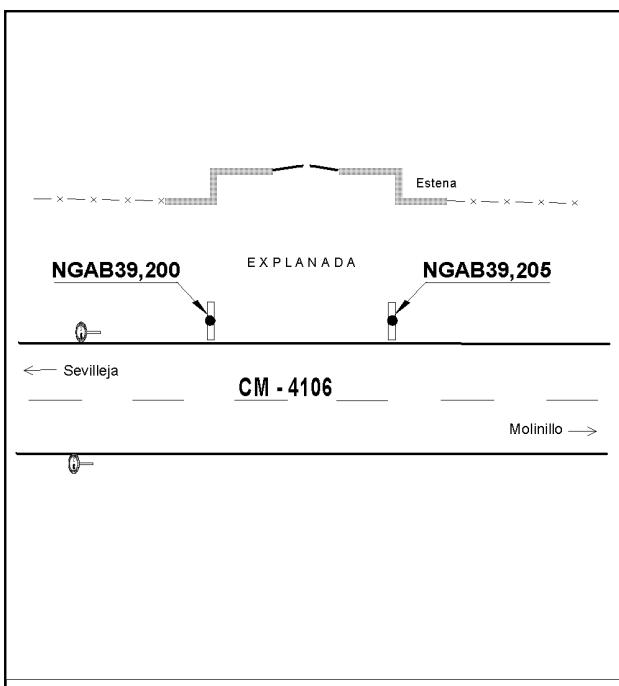 Estena
EXPLANADA
NGAB39,200
NGAB39,205
Sevilleja
CM - 4106
Molinillo